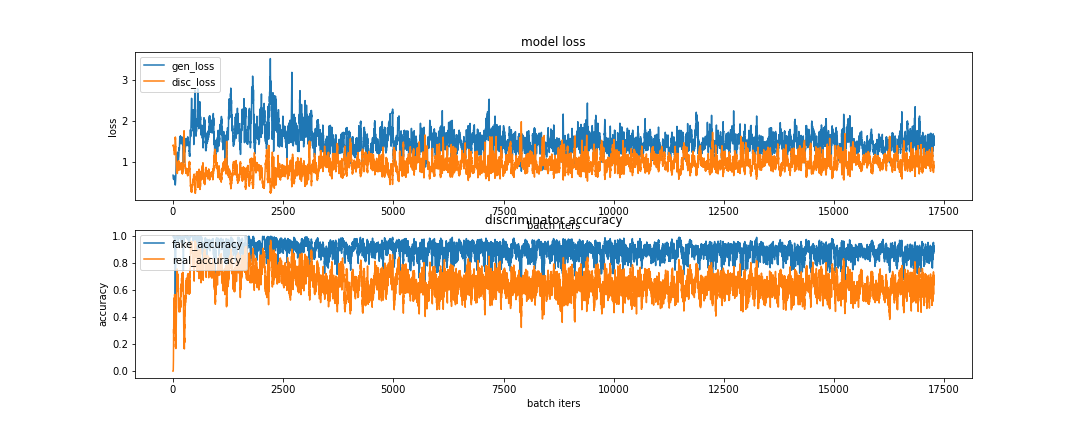 model loss
gen_loss
disc_loss
3
2
1
loss
0
2500
5000
7500
10000
12500
15000
17500
batch iters
discriminator accuracy
fake_accuracy
real_accuracy
1.0
0.8
0.6
0.4
0.2
0.0
accuracy
0
2500
5000
7500
10000
12500
15000
17500
batch iters